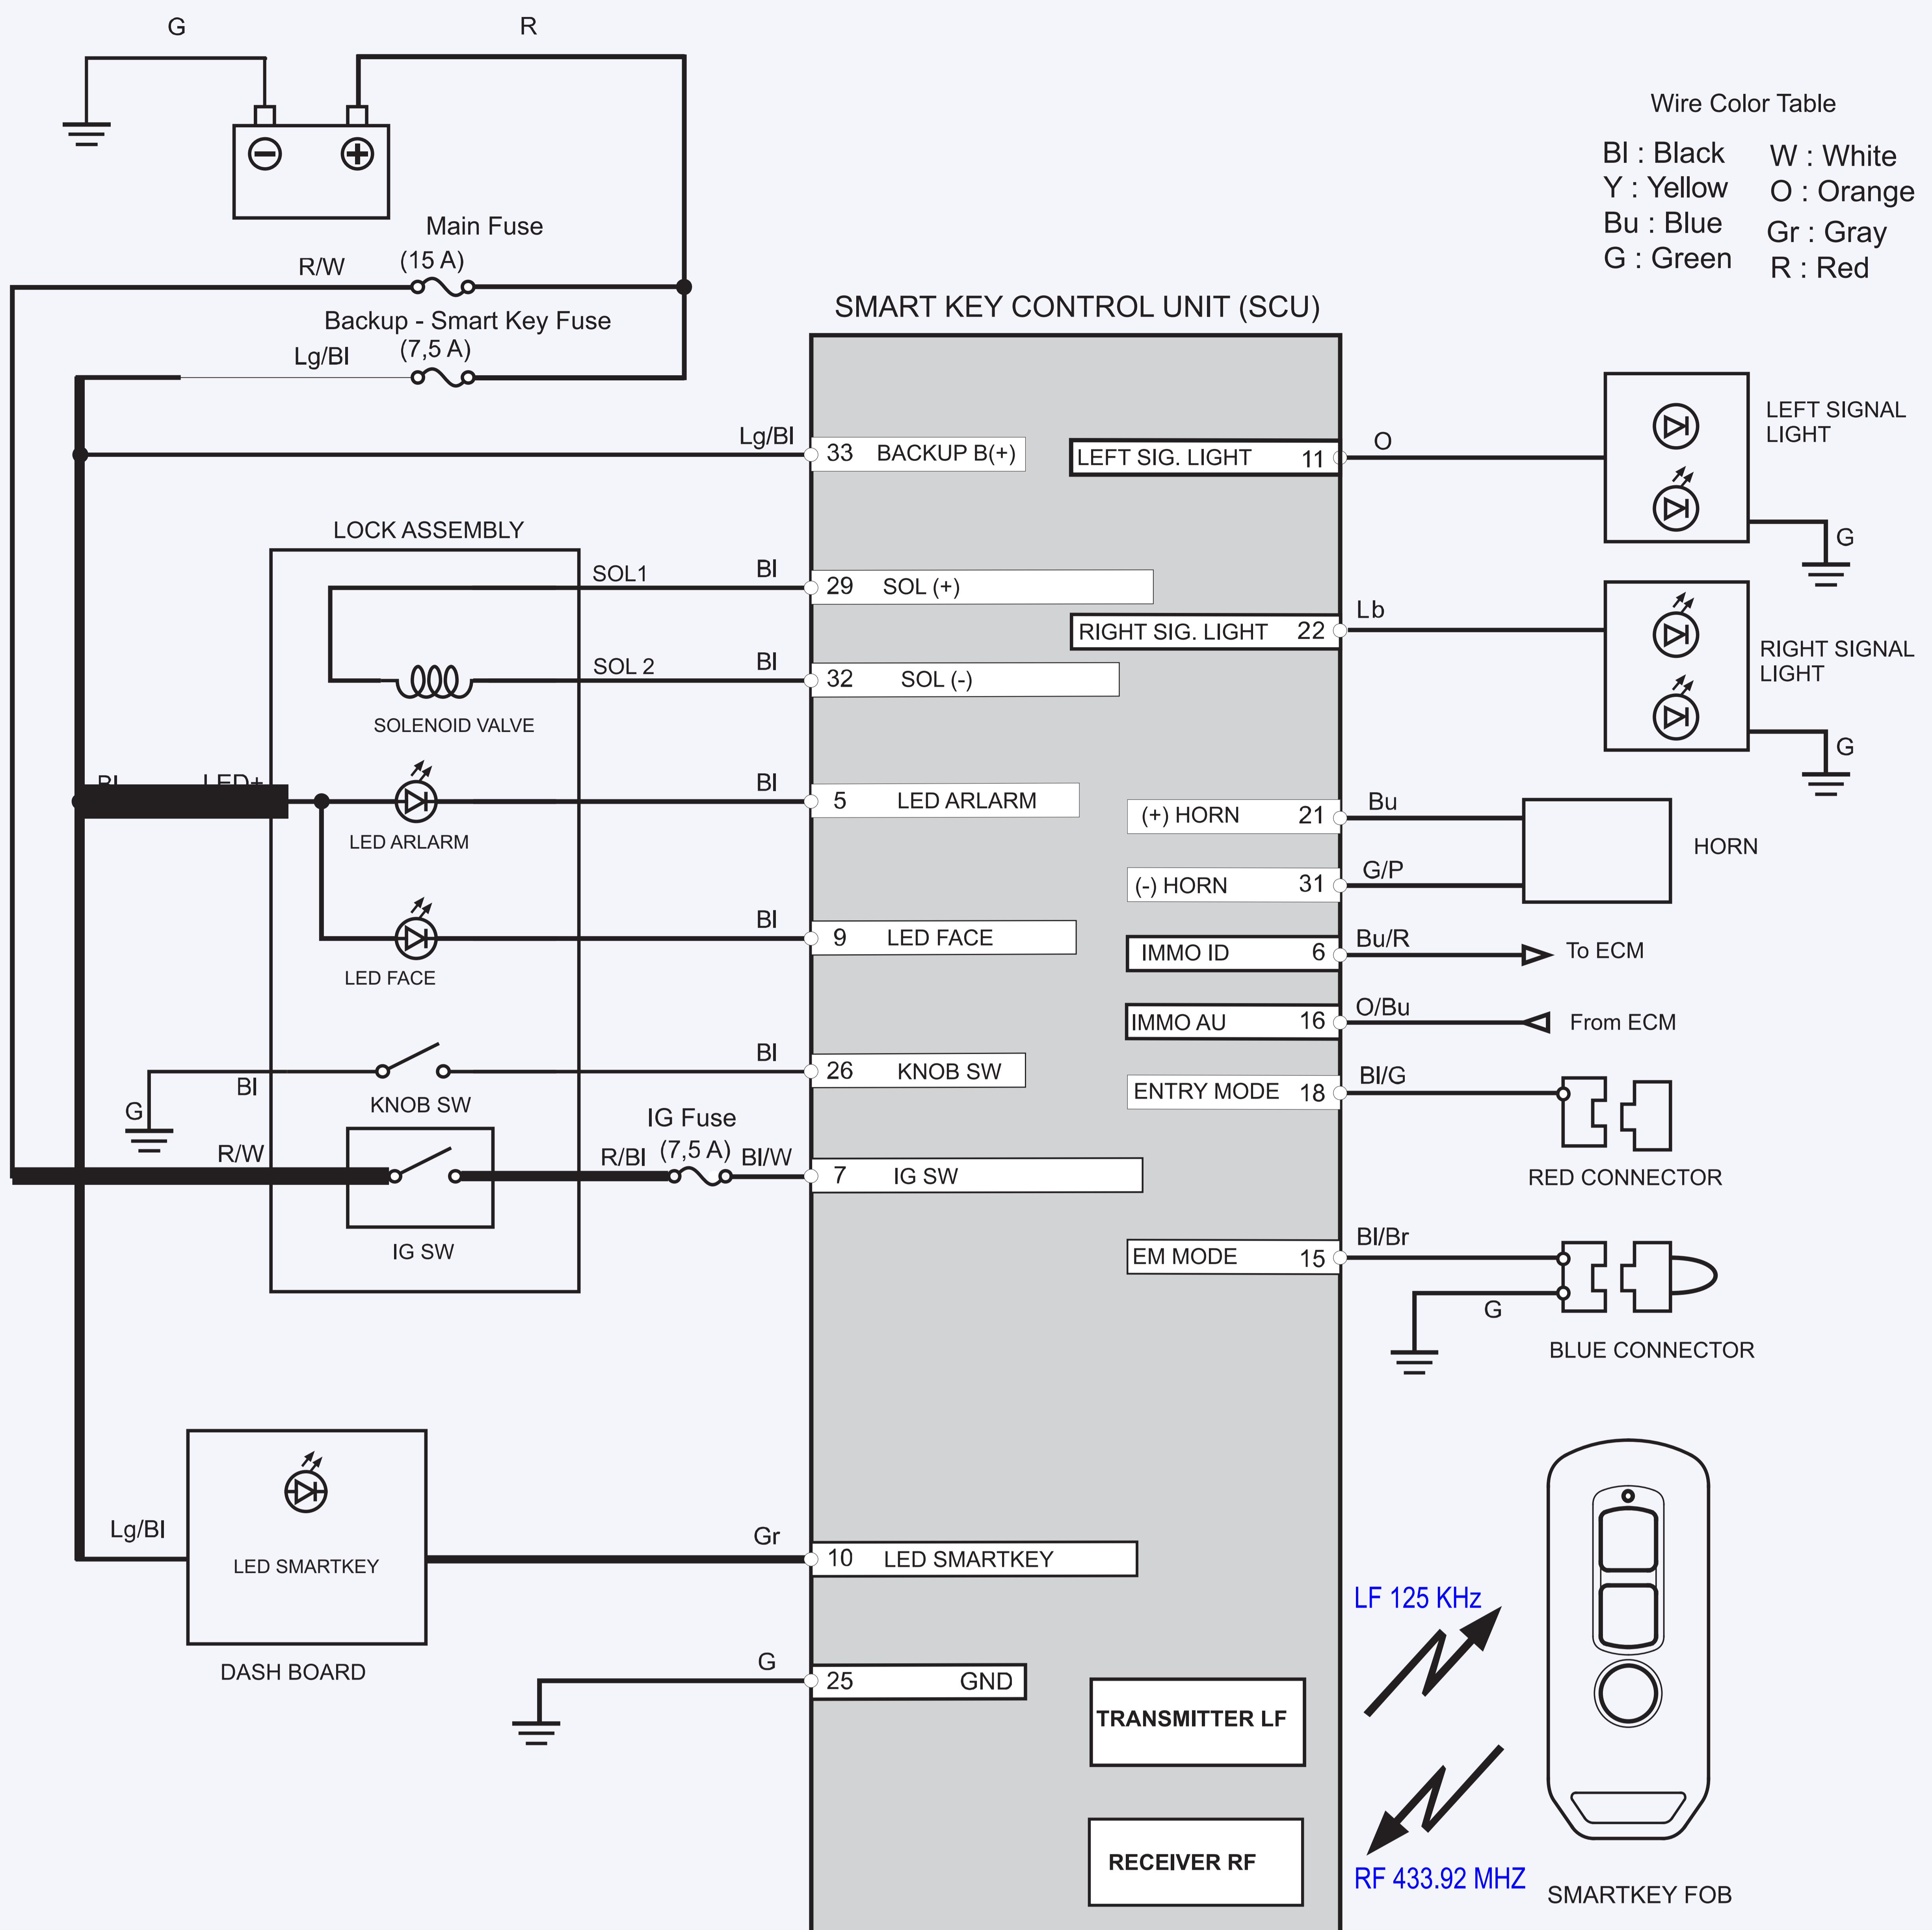 G
R
Wire Color Table
Bl : Black
W : White
Y : Yellow
O : Orange
Bu : Blue
Gr : Gray
G : Green
R : Red
Main Fuse
(15 A)
R/W
Backup - Smart Key Fuse
(7,5 A)
Lg/Bl
SMART KEY CONTROL UNIT (SCU)
Lg/Bl
33 BACKUP B(+)
LEFT SIG. LIGHT 11
O
LEFT SIGNAL
LIGHT
G
LOCK ASSEMBLY
SOL1
Bl
29 SOL (+)
RIGHT SIG. LIGHT 22
Lb
RIGHT SIGNAL
LIGHT
G
SOL 2
Bl
32 SOL (-)
SOLENOID VALVE
Bl
LED+
Bl
5 LED ARLARM
LED ARLARM
(+) HORN 21
Bu
HORN
(-) HORN 31
G/P
Bl
9 LED FACE
LED FACE
IMMO ID 6
Bu/R
To ECM
IMMO AU 16
O/Bu
From ECM
Bl
26 KNOB SW
Bl
G
KNOB SW
ENTRY MODE 18
Bl/G
RED CONNECTOR
IG Fuse
(7,5 A)
R/W
R/Bl
Bl/W
7 IG SW
IG SW
EM MODE 15
Bl/Br
G
BLUE CONNECTOR
Lg/Bl
LED SMARTKEY
DASH BOARD
Gr
10 LED SMARTKEY
G
25 GND
TRANSMITTER LF
LF 125 KHz
RECEIVER RF
RF 433.92 MHZ
SMARTKEY FOB